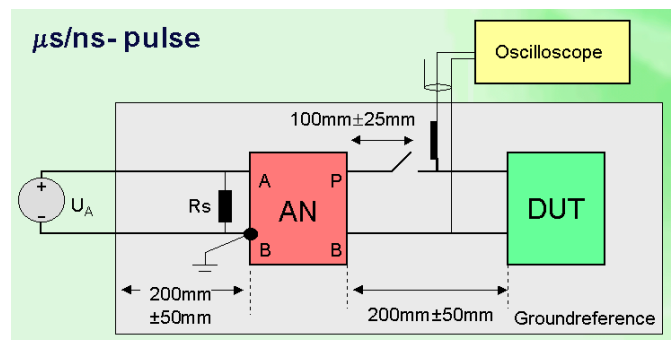 μs/ns- pulse
Oscilloscope
100mm±25mm
A
P
Rs
AN
DUT
+
-
U_A
B
B
200mm
±50mm
200mm±50mm
Groundreference